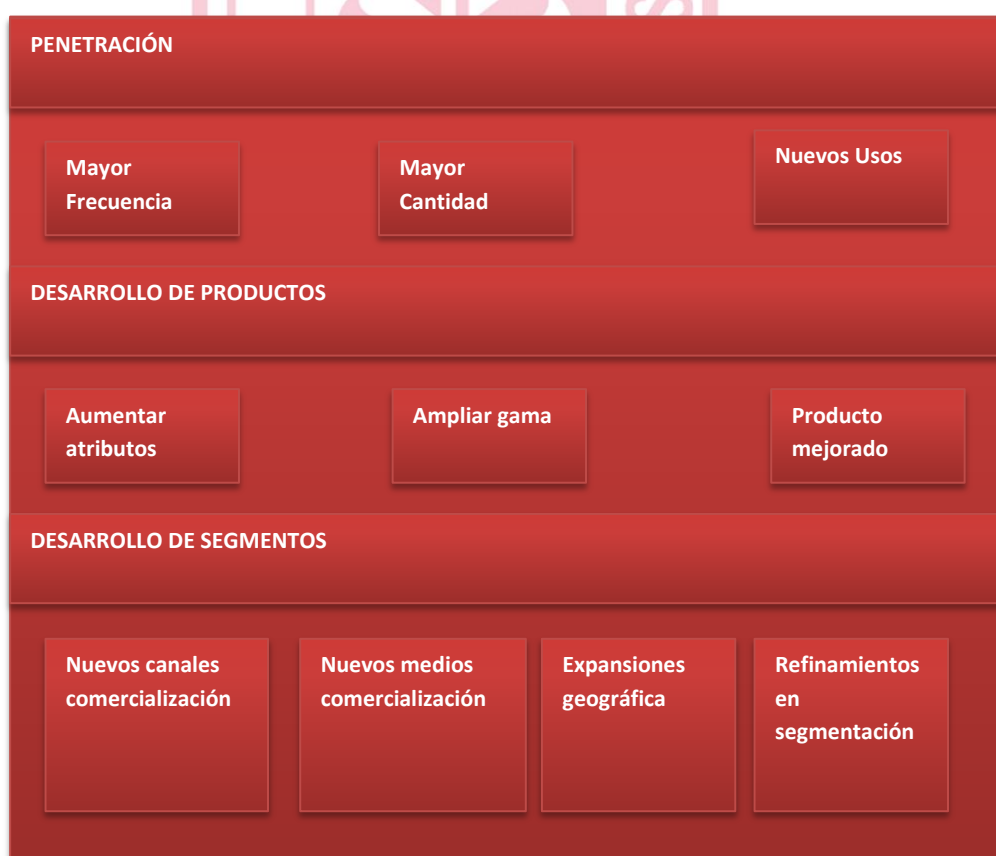 PENETRACIÓN
Mayor
Frecuencia
Mayor
Cantidad
Nuevos Usos
DESARROLLO DE PRODUCTOS
Aumentar
atributos
Ampliar gama
Producto
mejorado
DESARROLLO DE SEGMENTOS
Nuevos canales
comercialización
Nuevos medios
comercialización
Expansiones
geográfica
Refinamientos
en
segmentación